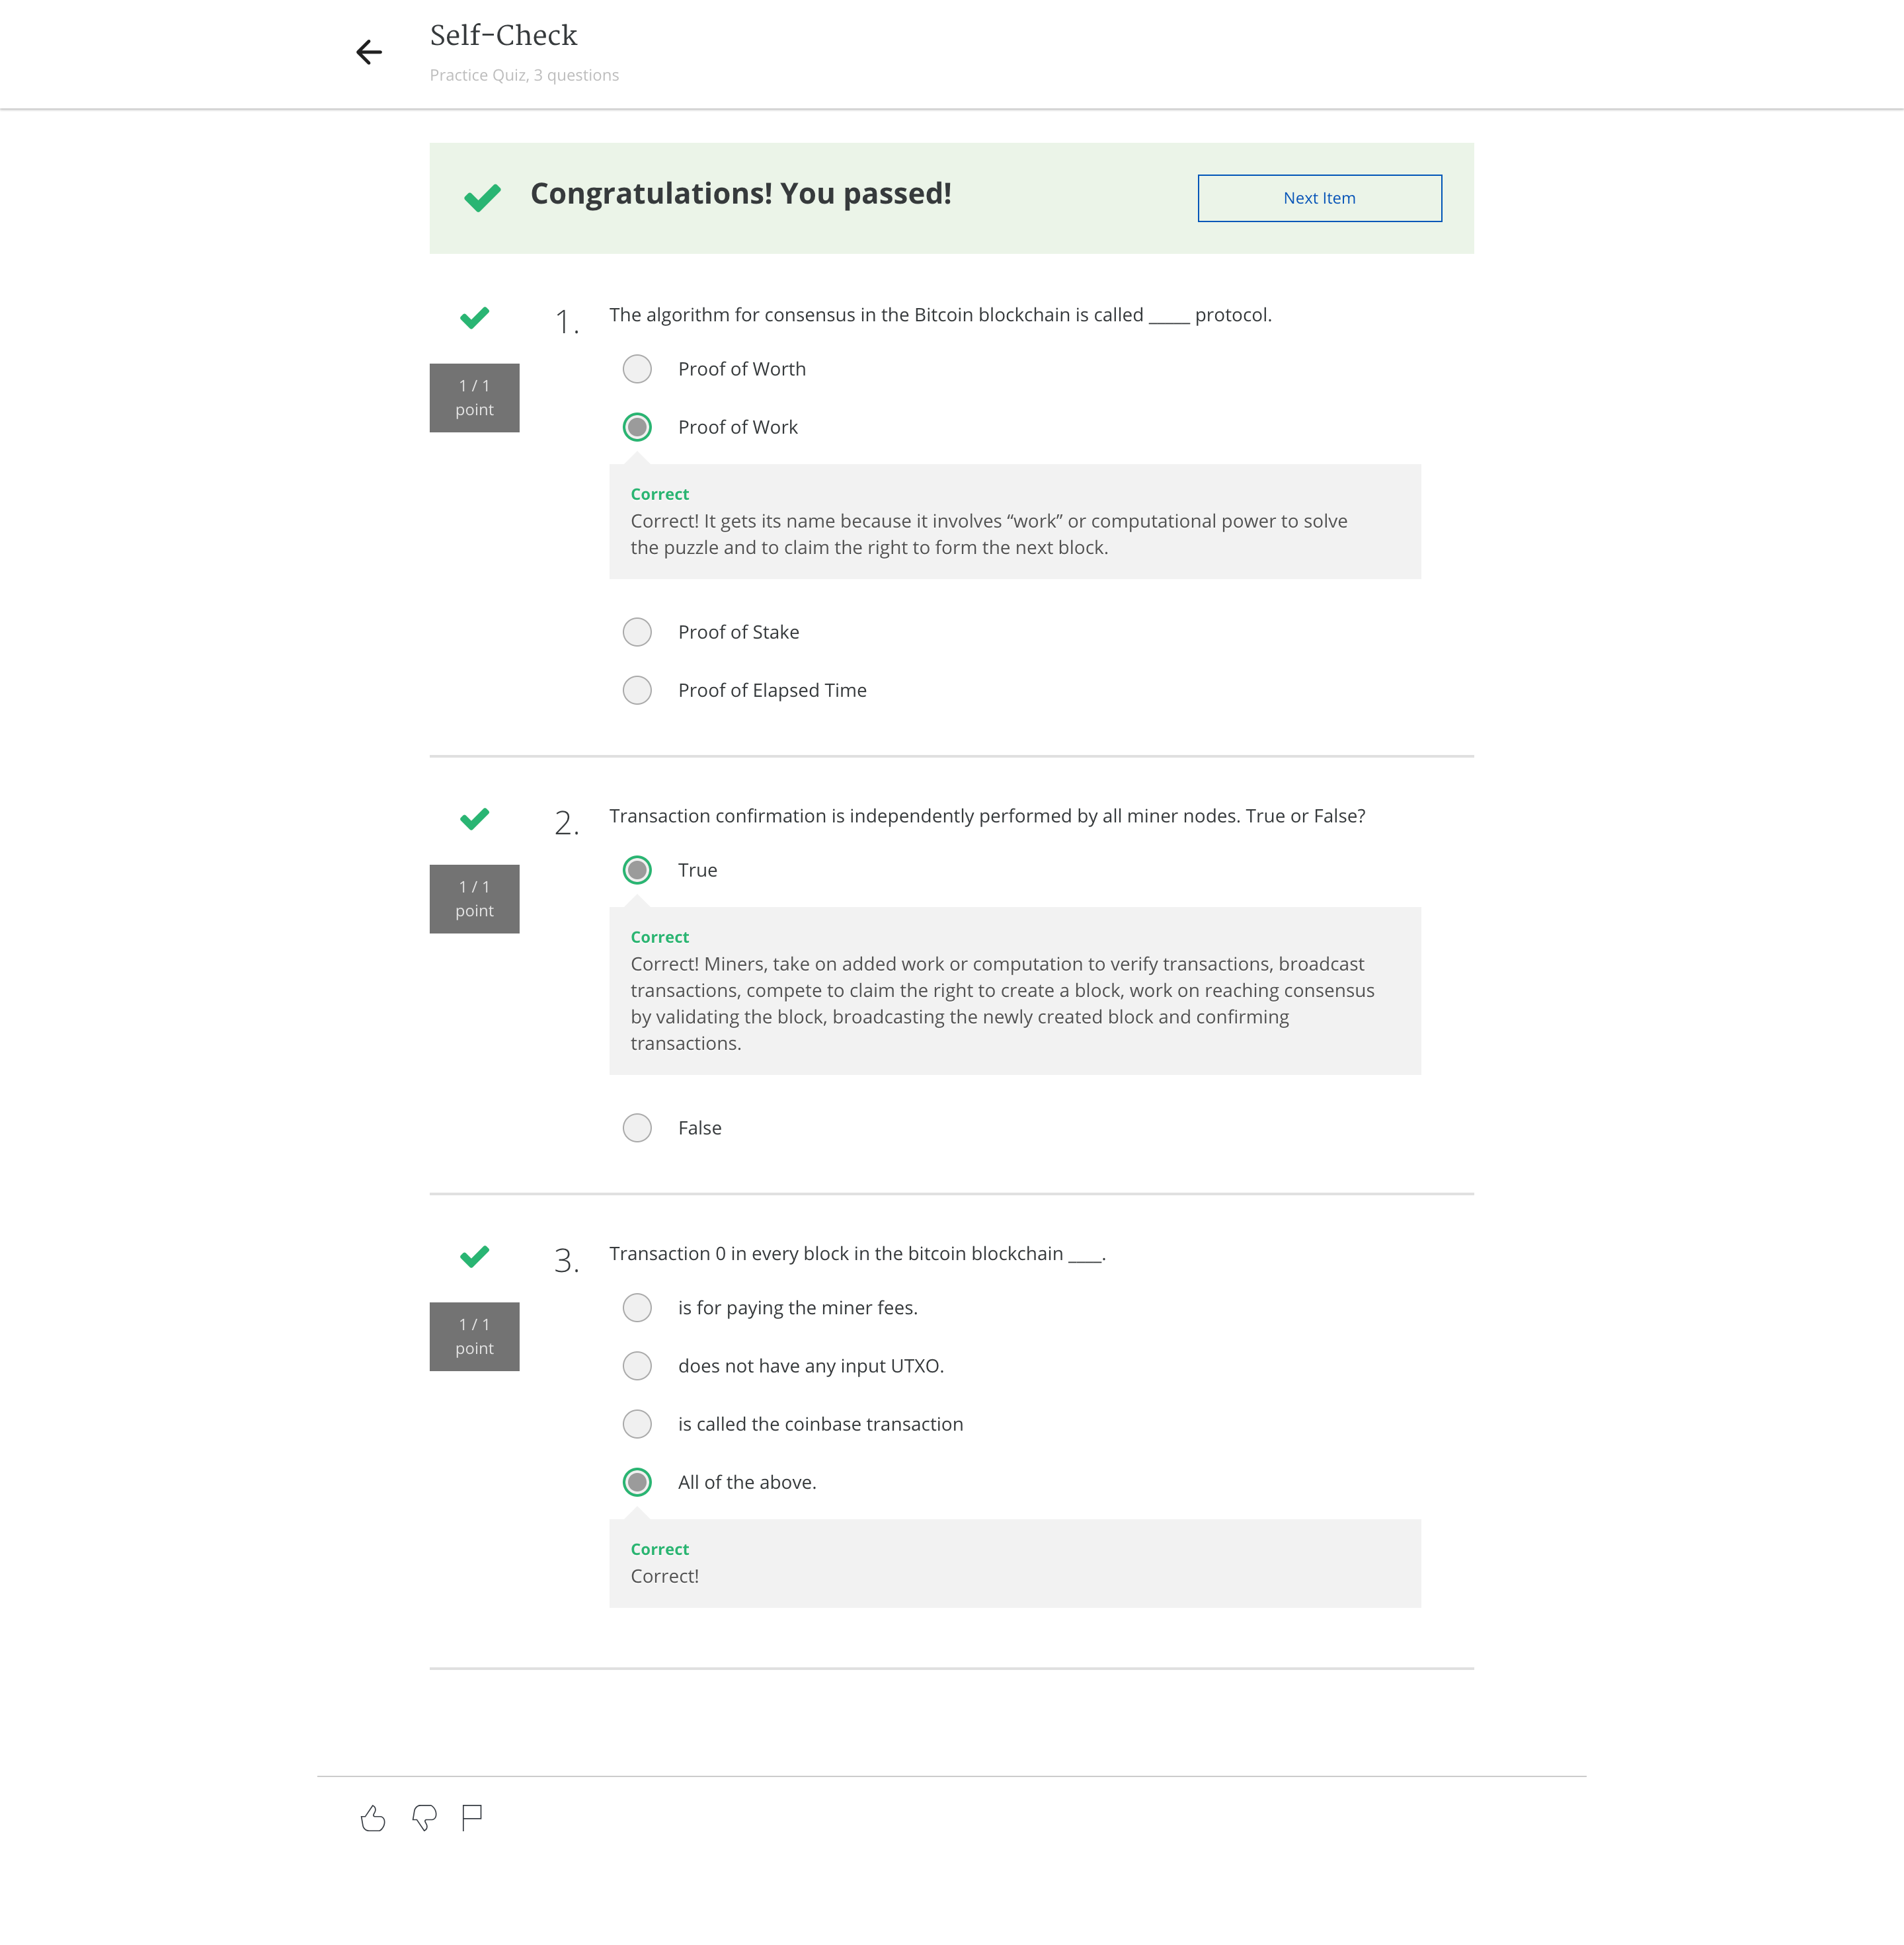 Self-Check
Practice Quiz, 3 questions
Congratulations! You passed!
Next Item
1 / 1
point
1.
The algorithm for consensus in the Bitcoin blockchain is called _____ protocol.
Proof of Worth
Proof of Work
Correct
Correct! It gets its name because it involves “work” or computational power to solve
the puzzle and to claim the right to form the next block.
Proof of Stake
Proof of Elapsed Time
1 / 1
point
2.
Transaction confirmation is independently performed by all miner nodes. True or False?
True
Correct
Correct! Miners, take on added work or computation to verify transactions, broadcast
transactions, compete to claim the right to create a block, work on reaching consensus
by validating the block, broadcasting the newly created block and confirming
transactions.
False
1 / 1
point
3.
Transaction 0 in every block in the bitcoin blockchain ____.
is for paying the miner fees.
does not have any input UTXO.
is called the coinbase transaction
All of the above.
Correct
Correct!